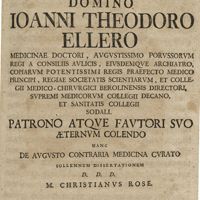 DOMINO
IOANNI THEODORO
ELLERO
MEDICINAE DOCTORI, AVGVSTISSIMO PORVSSORVM
REGI A CONSILIIS AVLICIS, EIVSDEMQVE ARCHIATRO,
COPIARVM POTENTISSIMI REGIS PRAEFECTO MEDICO
PRINCIPI, REGIAE SOCIETATIS SCIENTIARVM, ET COLLE-
GII MEDICO-CHIRVRGICI BEROLINENSIS DIRECTORI,
SVPREMI MEDICORVM COLLEGII DECANO,
ET SANITATIS COLLEGII
SODALI.
PATRONO ATQVE FAVTORI SVO
ÆTERNVM COLENDO
HANC
DE AVGVSTO CONTRARIA MEDICINA CVRATO
SOLLENNEM DISSERTATIONEM
D. D. D.
M. CHRISTIANVS ROSE.